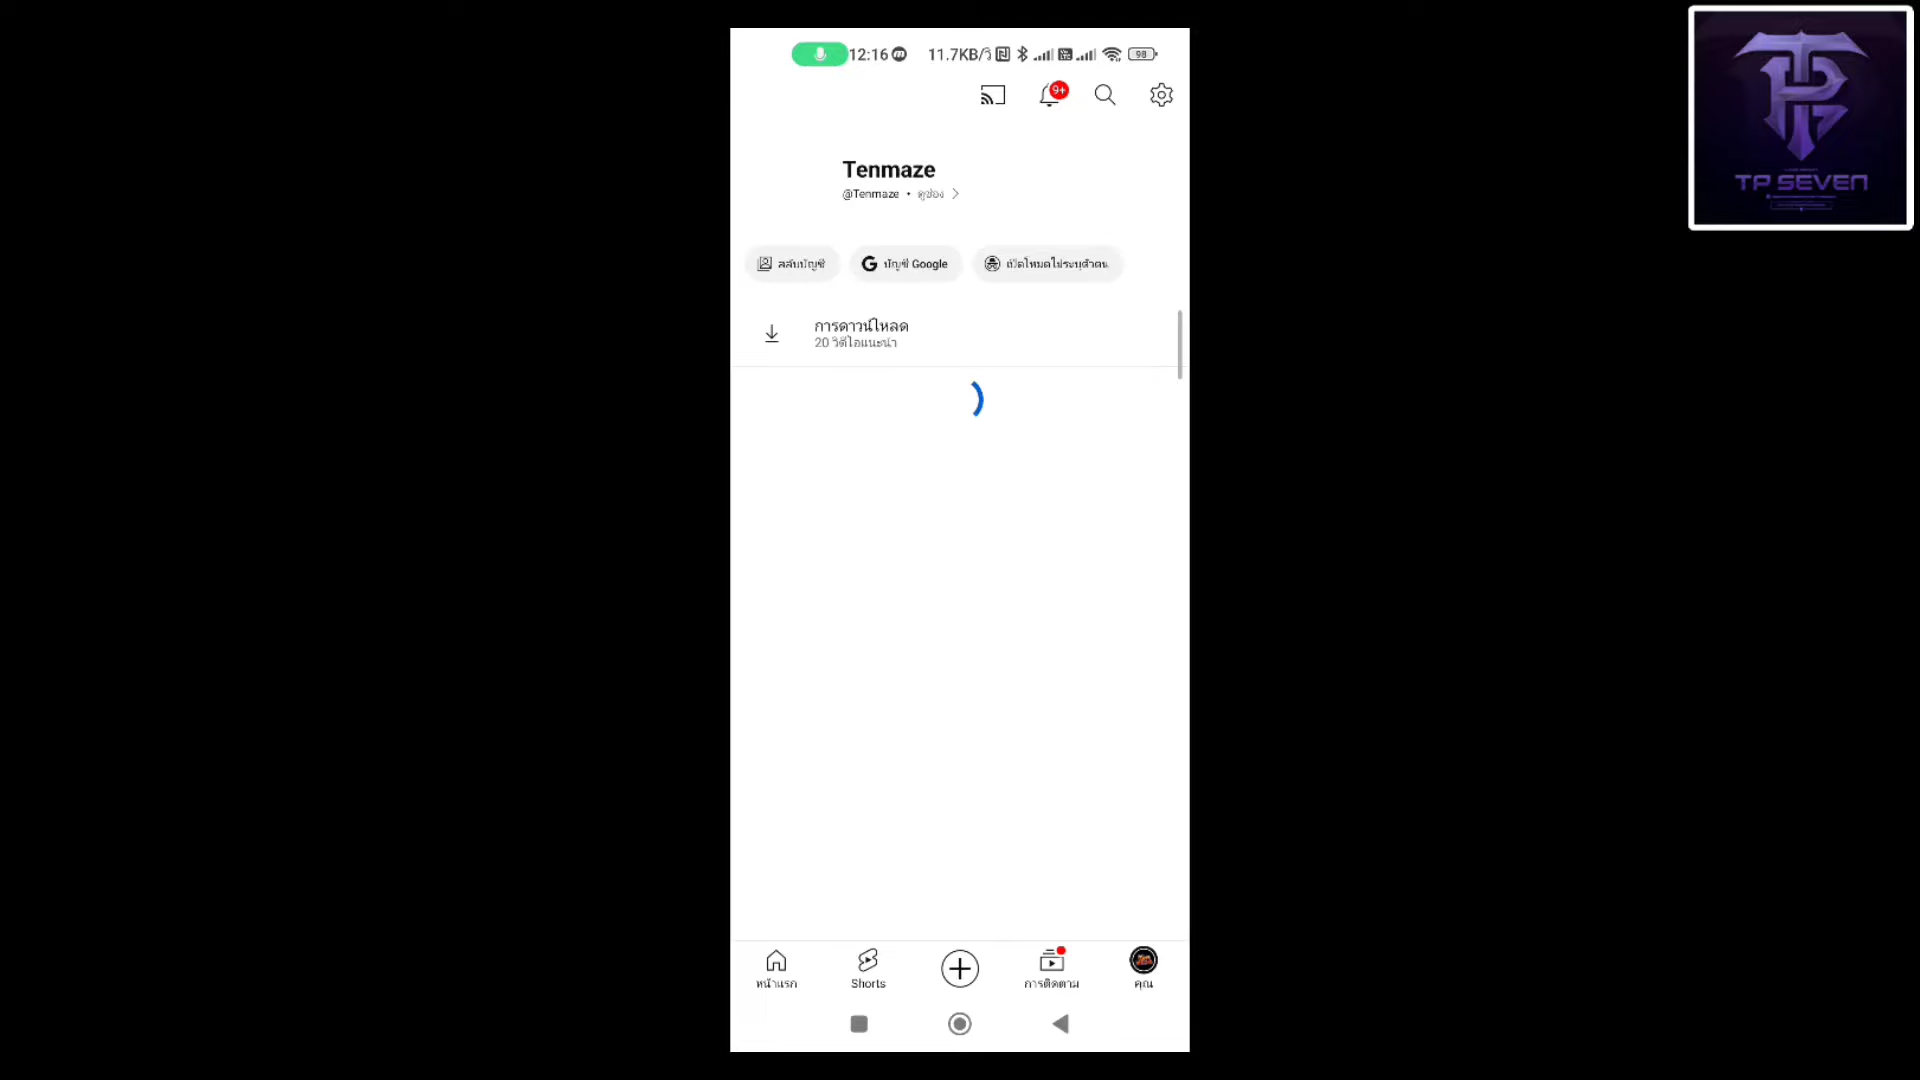 12:16 11.7KB/วิ 98
9+
Tenmaze
@Tenmaze • ดูช่อง
สลับบัญชี
บัญชี Google
เปิดโหมดไม่ระบุตัวตน
การดาวน์โหลด
20 วิดีโอแนะนำ
หน้าแรก
Shorts
การติดตาม
คุณ
TP SEVEN